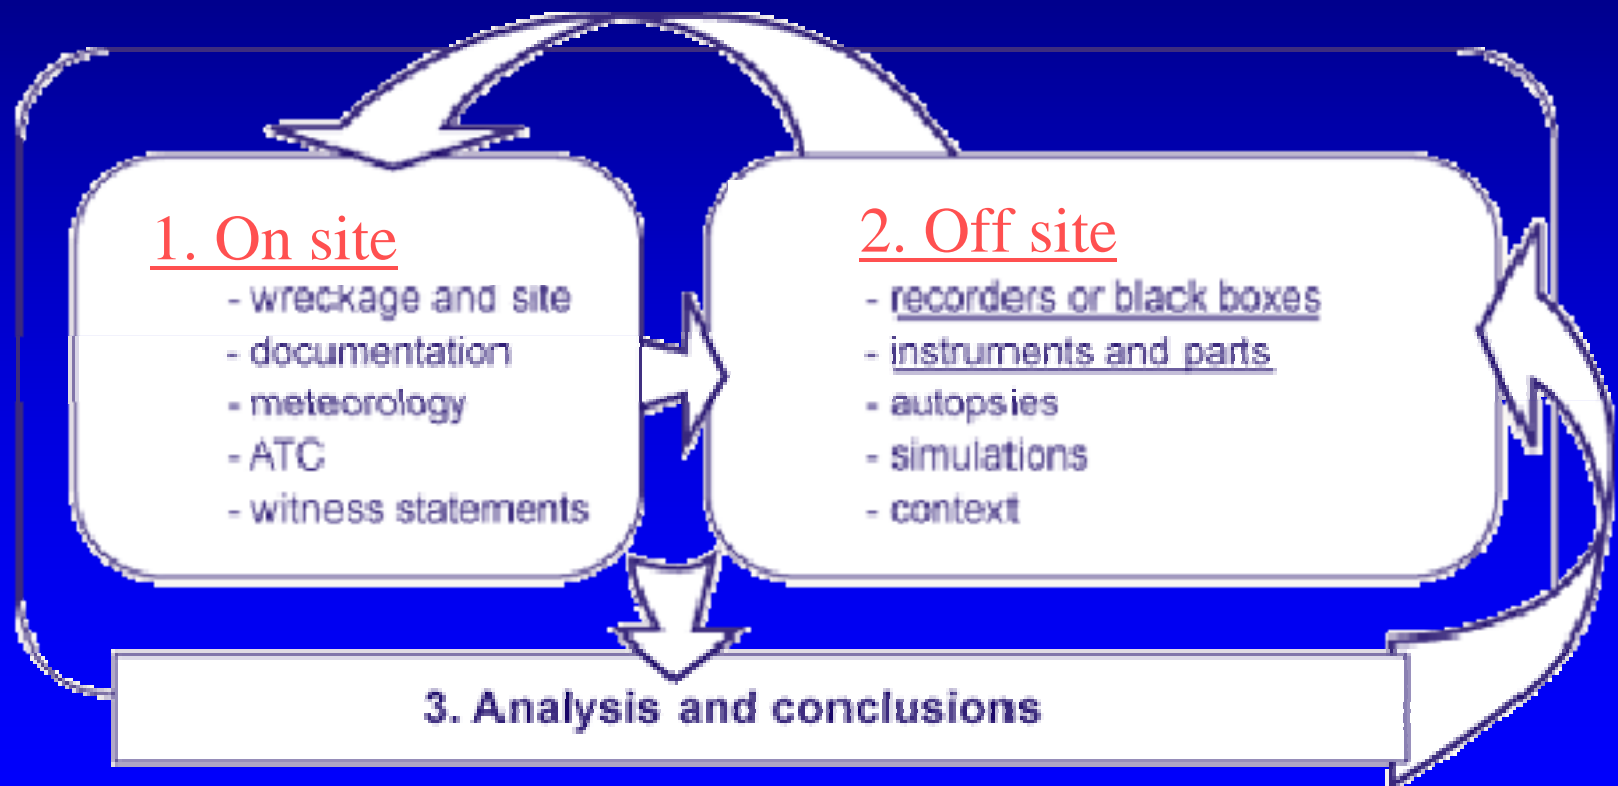 1. On site
- wreckage and site
- documentation
- meteorology
- ATC
- witness statements
2. Off site
- recorders or black boxes
- instruments and parts
- autopsies
- simulations
- context
3. Analysis and conclusions